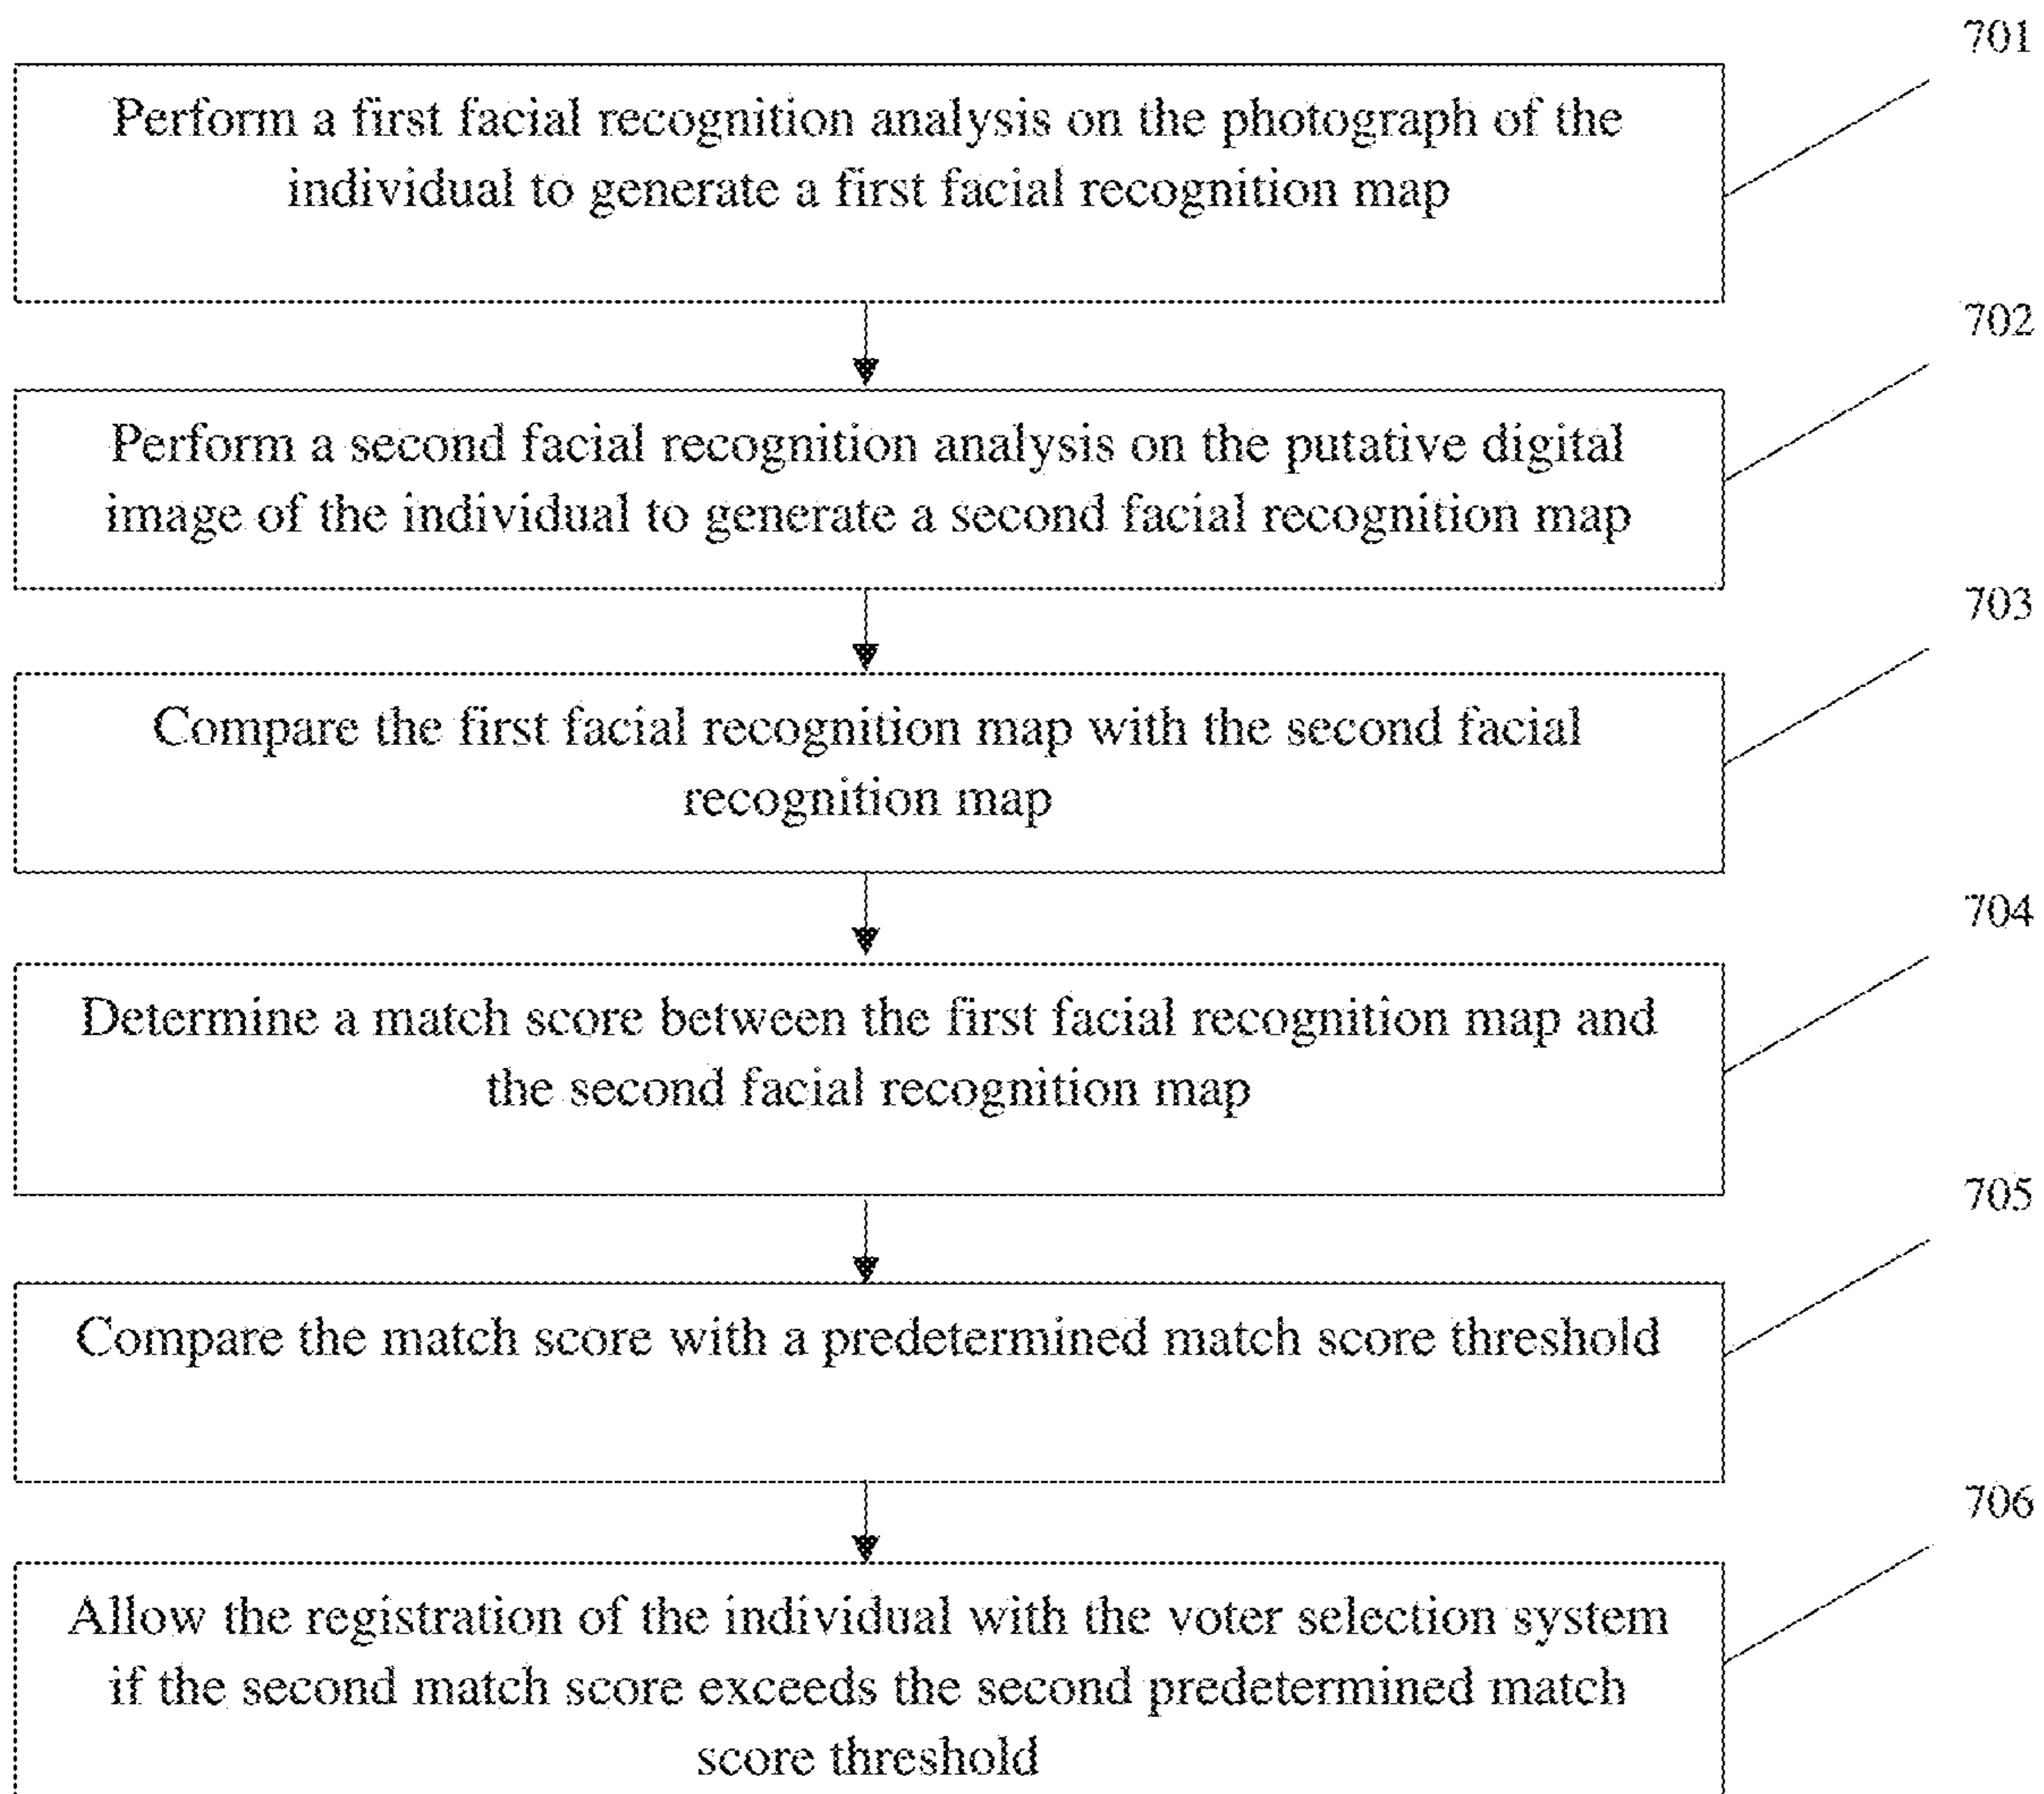 701
Perform a first facial recognition analysis on the photograph of the
individual to generate a first facial recognition map
702
Perform a second facial recognition analysis on the putative digital
image of the individual to generate a second facial recognition map
703
Compare the first facial recognition map with the second facial
recognition map
704
Determine a match score between the first facial recognition map and
the second facial recognition map
705
Compare the match score with a predetermined match score threshold
706
Allow the registration of the individual with the voter selection system
if the second match score exceeds the second predetermined match
score threshold